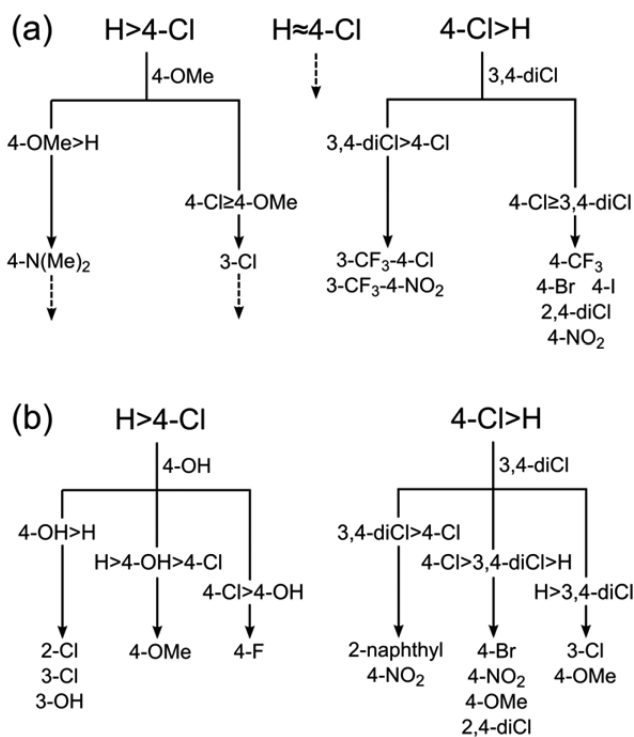 (a) H>4-Cl H≈4-Cl 4-Cl>H
4-OMe 3,4-diCl
4-OMe>H 3,4-diCl>4-Cl
4-Cl≥4-OMe 4-Cl≥3,4-diCl
4-N(Me)₂ 3-Cl 3-CF₃-4-Cl 4-CF₃
3-CF₃-4-NO₂ 4-Br 4-I
2,4-diCl
4-NO₂
(b) H>4-Cl 4-Cl>H
4-OH 3,4-diCl
4-OH>H 3,4-diCl>4-Cl
H>4-OH>4-Cl 4-Cl>3,4-diCl>H
4-Cl>4-OH H>3,4-diCl
2-Cl 4-OMe 4-F 2-naphthyl 4-Br 3-Cl
3-Cl 4-NO₂ 4-NO₂ 4-OMe
3-OH 4-OMe
2,4-diCl